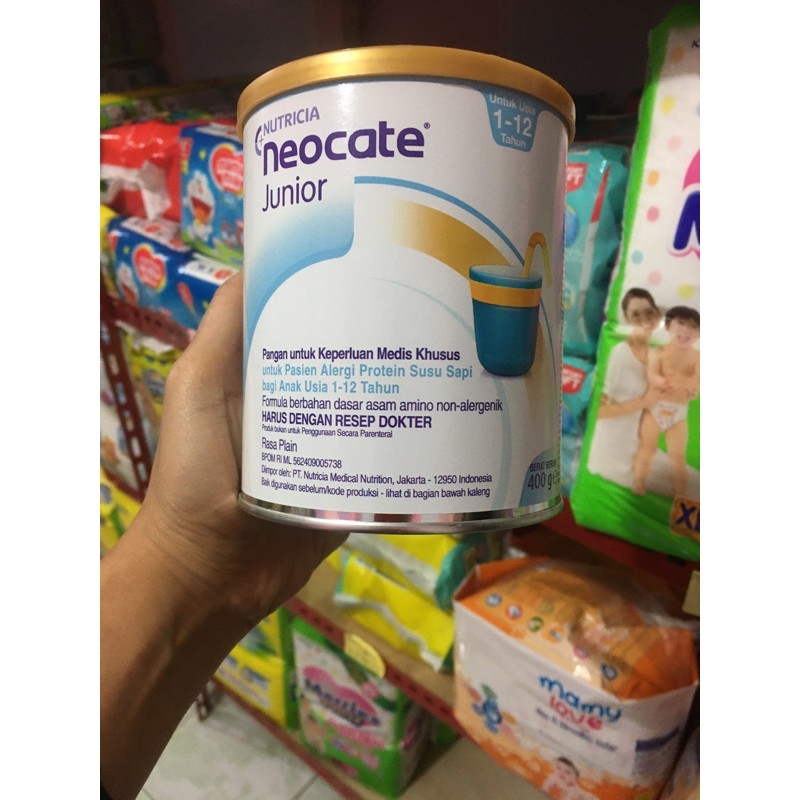 NUTRICIA
neocate®
Junior
Untuk Usia
1-12
Tahun
Pangan untuk Keperluan Medis Khusus
untuk Pasien Alergi Protein Susu Sapi
bagi Anak Usia 1-12 Tahun
Formula berbahan dasar asam amino non-alergenik
HARUS DENGAN RESEP DOKTER
Produk bukan untuk Penggunaan Secara Parenteral
Rasa Plain
BPOM RI ML 562409005738
Diimpor oleh: PT. Nutricia Medical Nutrition, Jakarta - 12950 Indonesia
Baik digunakan sebelum/kode produksi - lihat di bagian bawah kaleng
400 g
XL
Merries
mamy
love